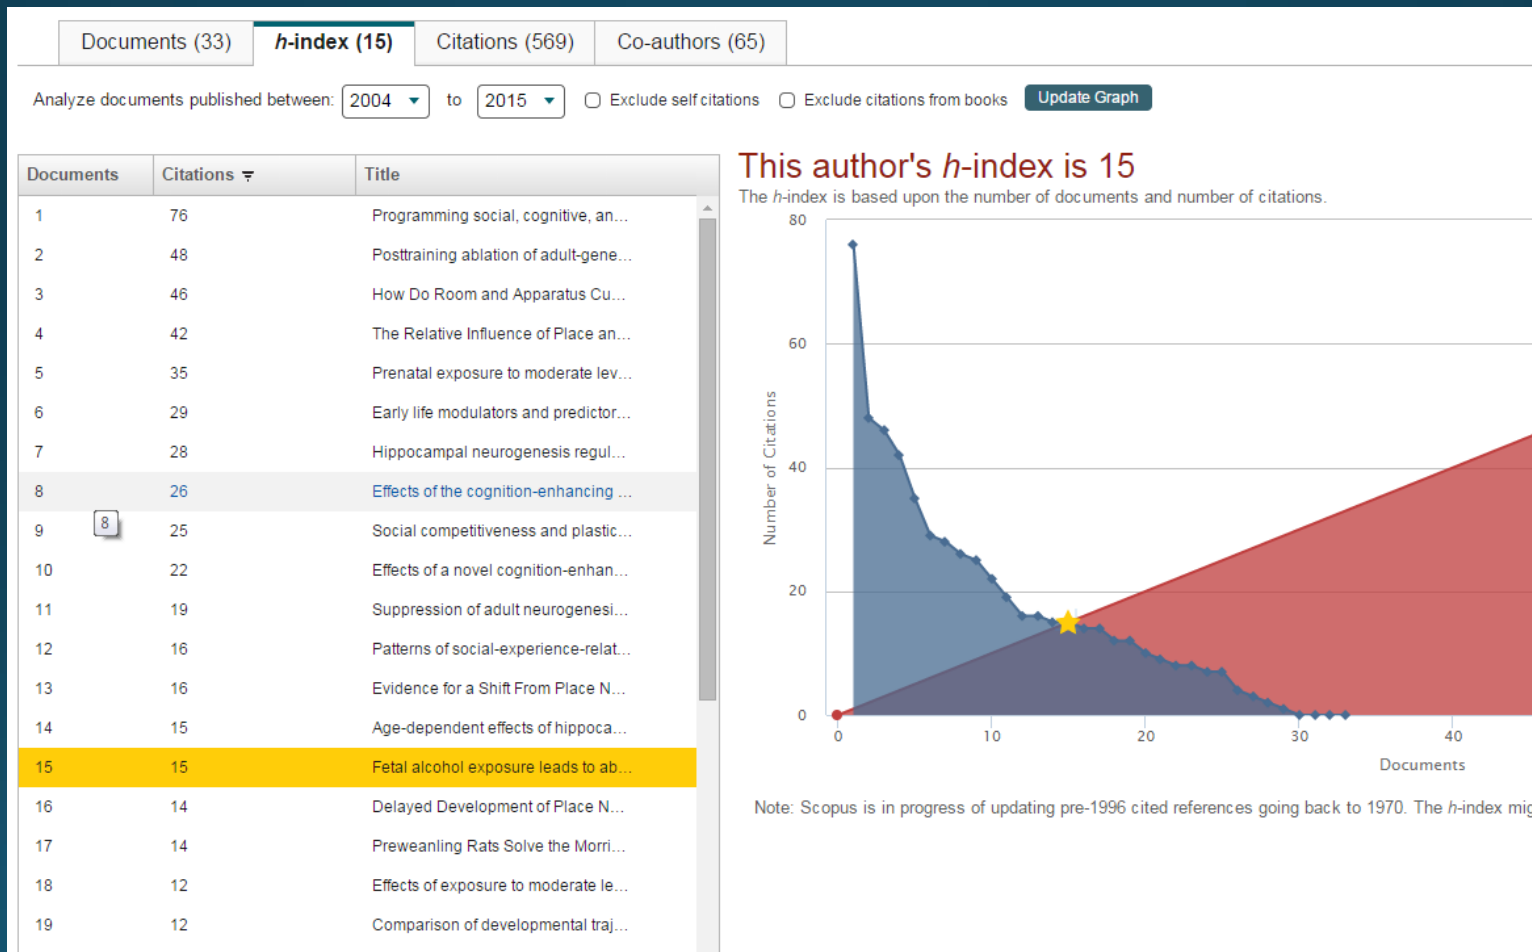 Documents (33) h-index (15) Citations (569) Co-authors (65)
Analyze documents published between: 2004 to 2015 Exclude self citations Exclude citations from books Update Graph
Documents Citations Title
1 76 Programming social, cognitive, an...
2 48 Posttraining ablation of adult-gene...
3 46 How Do Room and Apparatus Cu...
4 42 The Relative Influence of Place an...
5 35 Prenatal exposure to moderate lev...
6 29 Early life modulators and predictor...
7 28 Hippocampal neurogenesis regul...
8 26 Effects of the cognition-enhancing ...
8
9 25 Social competitiveness and plastic...
10 22 Effects of a novel cognition-enhan...
11 19 Suppression of adult neurogenesi...
12 16 Patterns of social-experience-relat...
13 16 Evidence for a Shift From Place N...
14 15 Age-dependent effects of hippoca...
15 15 Fetal alcohol exposure leads to ab...
16 14 Delayed Development of Place N...
17 14 Preweanling Rats Solve the Morri...
18 12 Effects of exposure to moderate le...
19 12 Comparison of developmental traj...
This author's h-index is 15
The h-index is based upon the number of documents and number of citations.
80
60
40
20
0
Number of Citations
0 10 20 30 40
Documents
Note: Scopus is in progress of updating pre-1996 cited references going back to 1970. The h-index mig